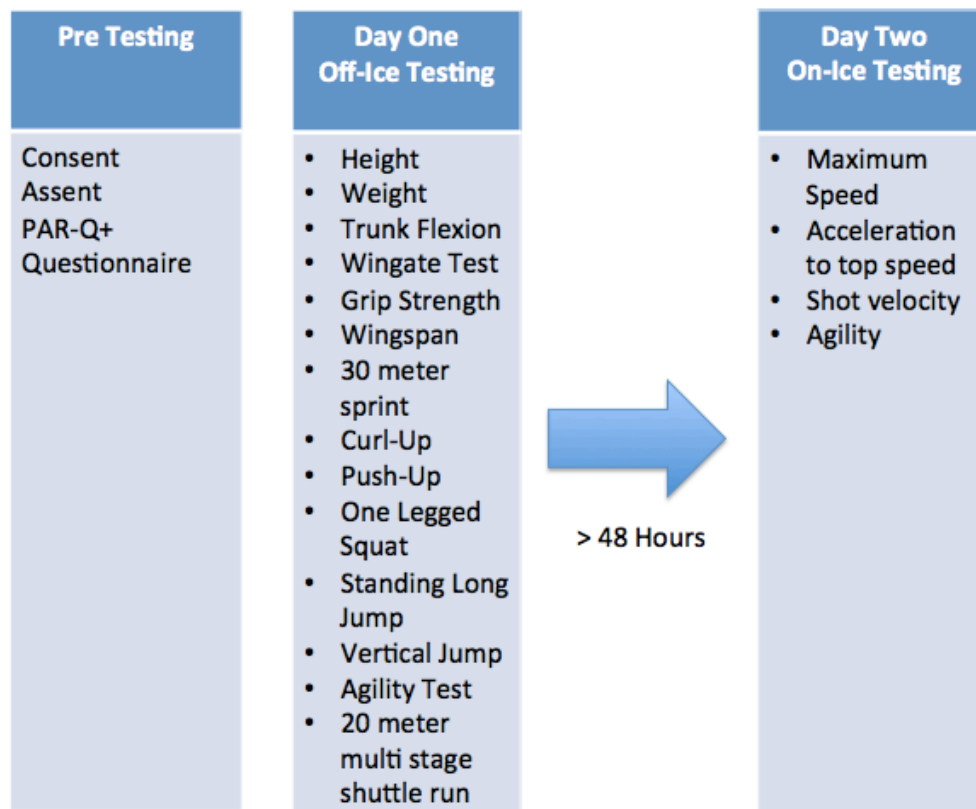 Pre Testing
Consent
Assent
PAR-Q+
Questionnaire
Day One
Off-Ice Testing
• Height
• Weight
• Trunk Flexion
• Wingate Test
• Grip Strength
• Wingspan
• 30 meter
sprint
• Curl-Up
• Push-Up
• One Legged
Squat
• Standing Long
Jump
• Vertical Jump
• Agility Test
• 20 meter
multi stage
shuttle run
> 48 Hours
Day Two
On-Ice Testing
• Maximum
Speed
• Acceleration
to top speed
• Shot velocity
• Agility